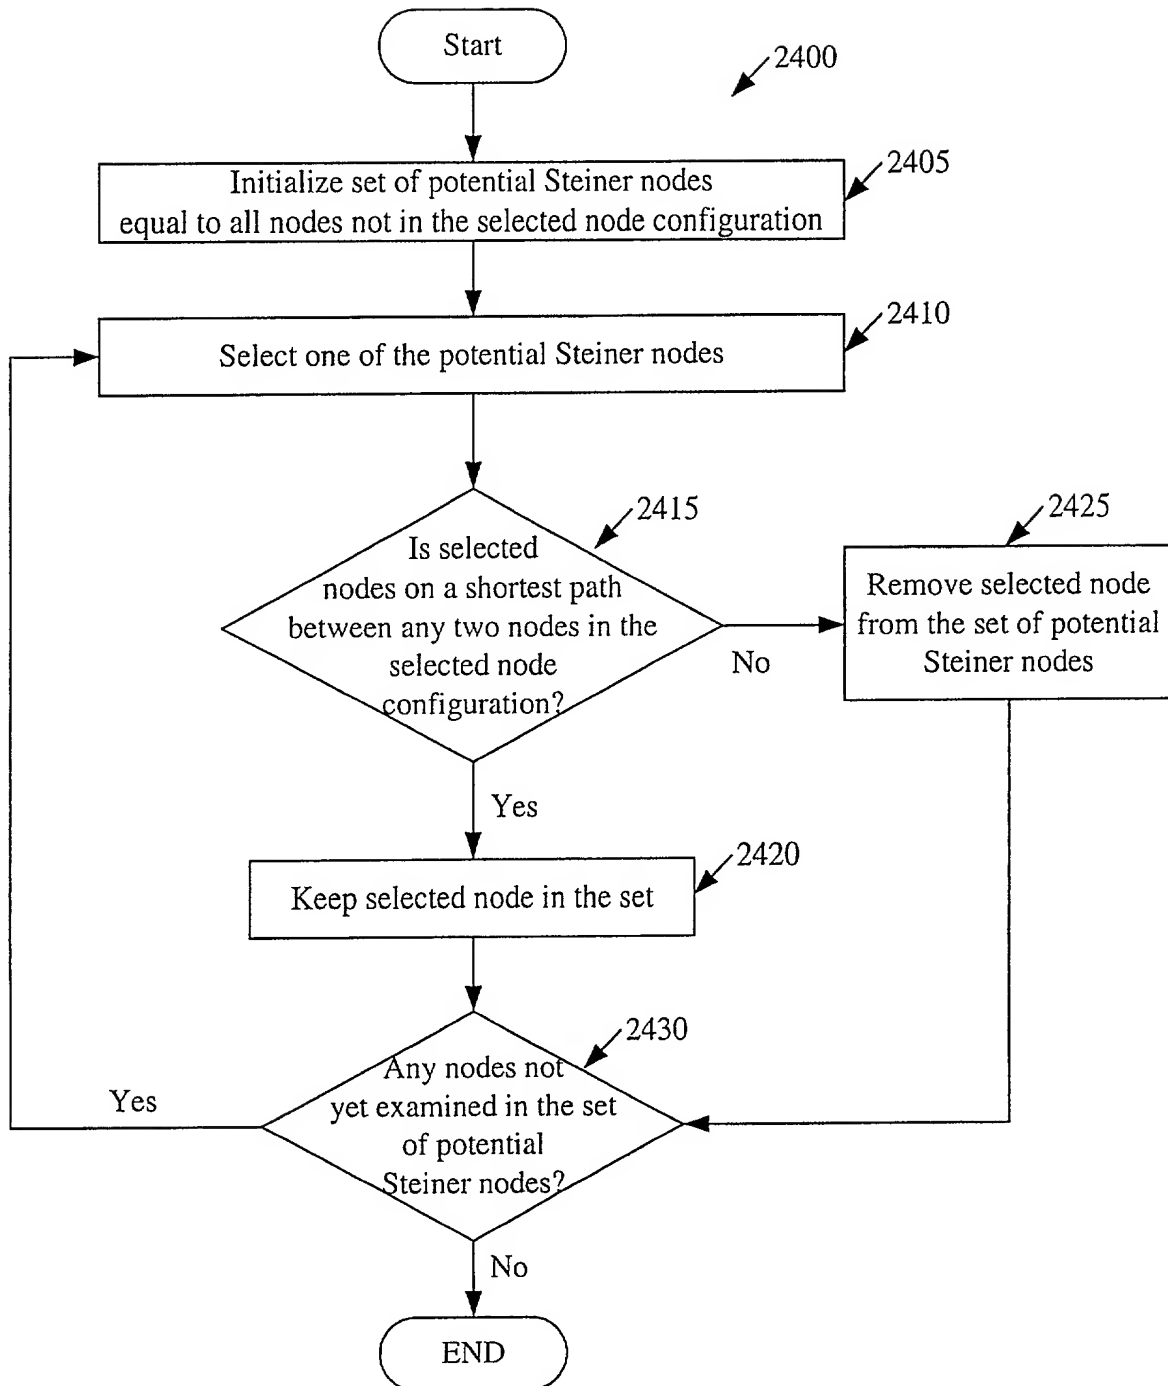 Start
2400
2405
Initialize set of potential Steiner nodes
equal to all nodes not in the selected node configuration
2410
Select one of the potential Steiner nodes
2415
Is selected
nodes on a shortest path
between any two nodes in the
selected node
configuration?
No
2425
Remove selected node
from the set of potential
Steiner nodes
Yes
2420
Keep selected node in the set
2430
Any nodes not
yet examined in the set
of potential
Steiner nodes?
Yes
No
END